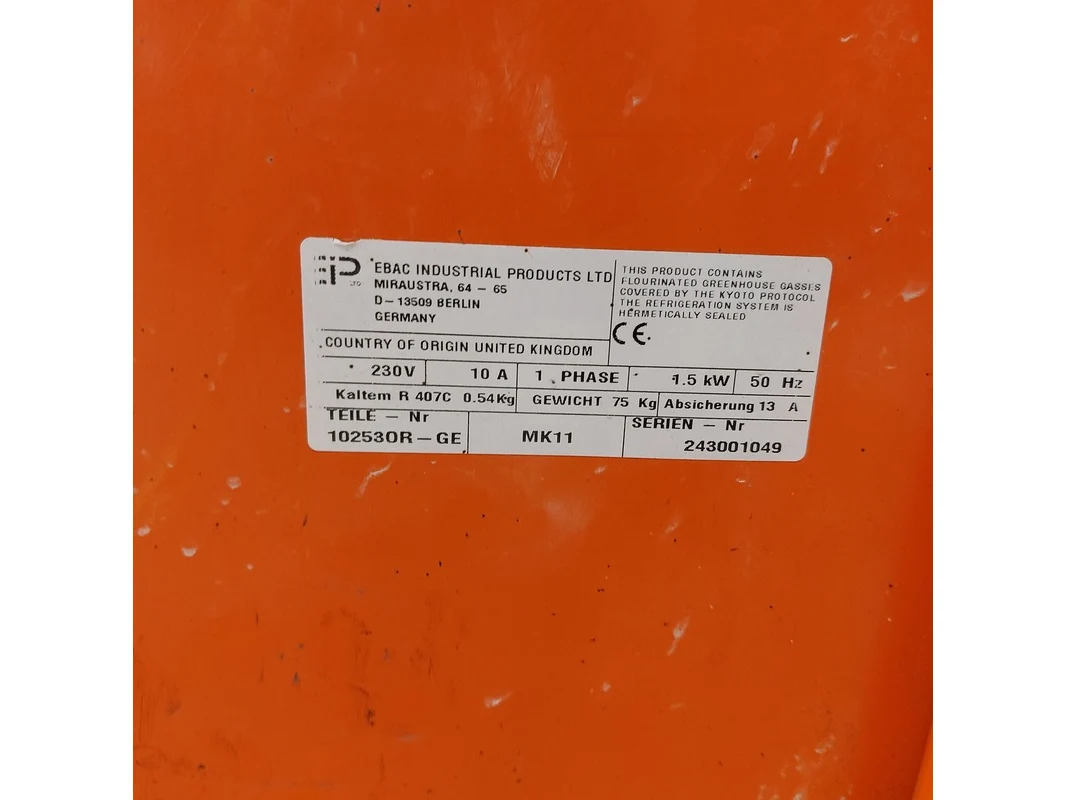 EIP LTD
EBAC INDUSTRIAL PRODUCTS LTD
MIRAUSTRA, 64 – 65
D–13509 BERLIN
GERMANY
THIS PRODUCT CONTAINS
FLOURINATED GREENHOUSE GASSES
COVERED BY THE KYOTO PROTOCOL
THE REFRIGERATION SYSTEM IS
HERMETICALLY SEALED
CE
COUNTRY OF ORIGIN UNITED KINGDOM
230V 10 A 1 PHASE 1.5 kW 50 Hz
Kaltem R 407C 0.54Kg GEWICHT 75 Kg Absicherung 13 A
TEILE – Nr
10253OR–GE
MK11
SERIEN – Nr
243001049